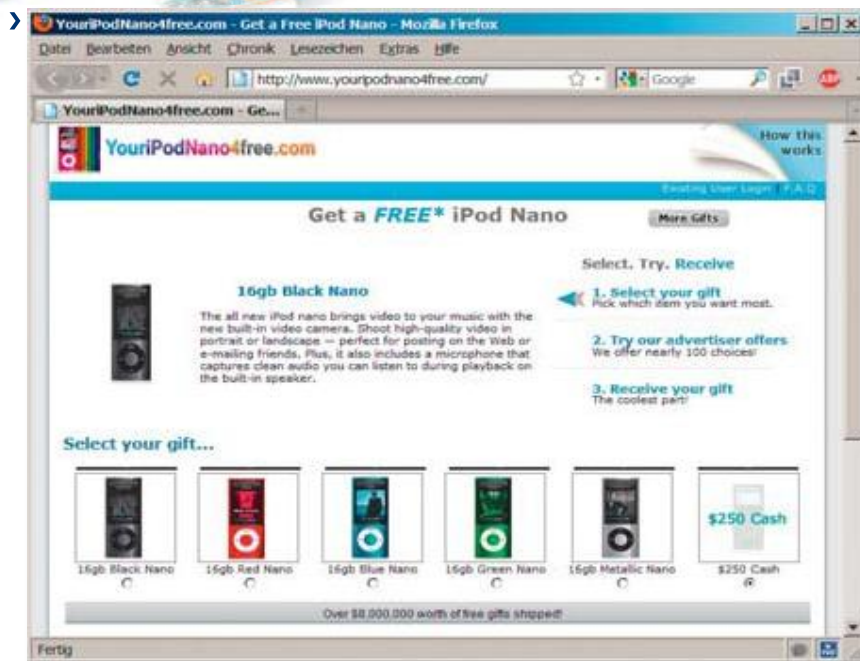 YouriPodNano4free.com - Get a Free iPod Nano - Mozilla Firefox
Datei Bearbeiten Ansicht Chronik Lesezeichen Extras Hilfe
http://www.youripodnano4free.com/ Google
ABP
YouriPodNano4free.com - Ge...
YouriPodNano4free.com
How this
works
Existing User Login | F.A.Q
Get a FREE* iPod Nano
More Gifts
16gb Black Nano
The all new iPod nano brings video to your music with the
new built-in video camera. Shoot high-quality video in
portrait or landscape — perfect for posting on the Web or
e-mailing friends. Plus, it also includes a microphone that
captures clean audio you can listen to during playback on
the built-in speaker.
Select. Try. Receive
1. Select your gift
Pick which item you want most.
2. Try our advertiser offers
We offer nearly 100 choices!
3. Receive your gift
The coolest part!
Select your gift...
$250 Cash
16gb Black Nano 16gb Red Nano 16gb Blue Nano 16gb Green Nano 16gb Metallic Nano $250 Cash
Over $8,000,000 worth of free gifts shipped!
Fertig